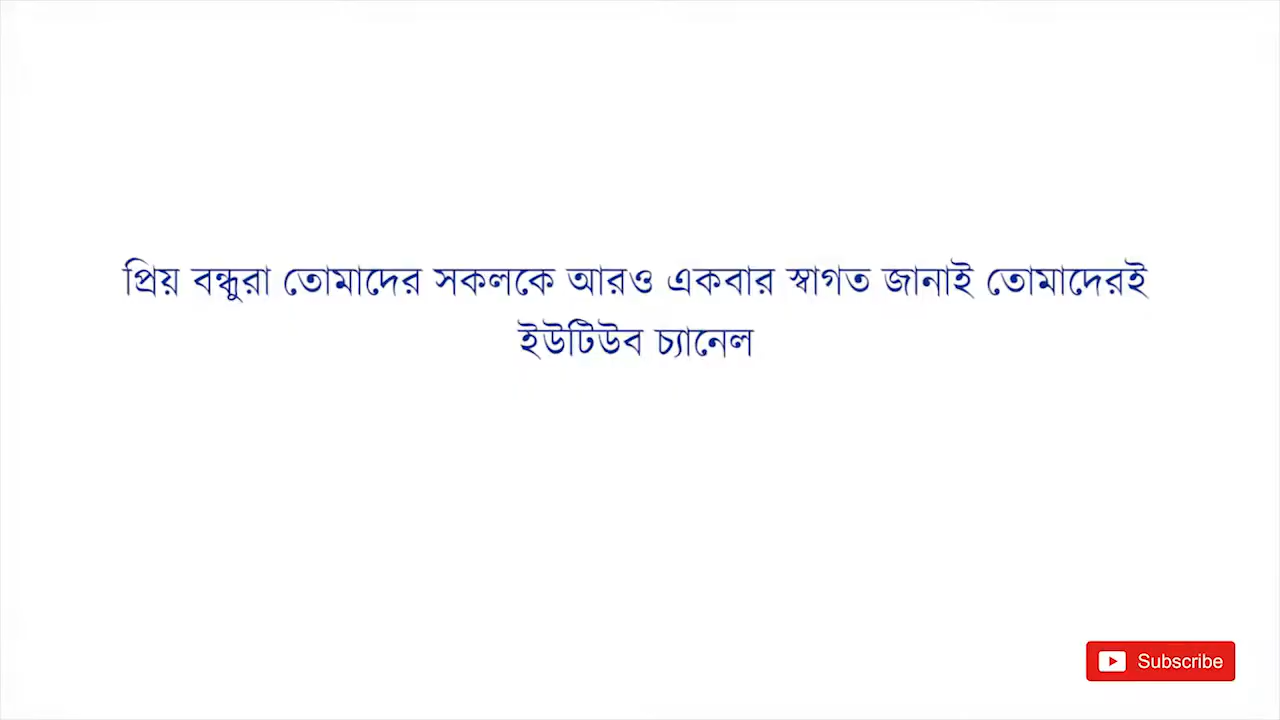 প্রিয় বন্ধুরা তোমাদের সকলকে আরও একবার স্বাগত জানাই তোমাদেরই
ইউটিউব চ্যানেল
Subscribe